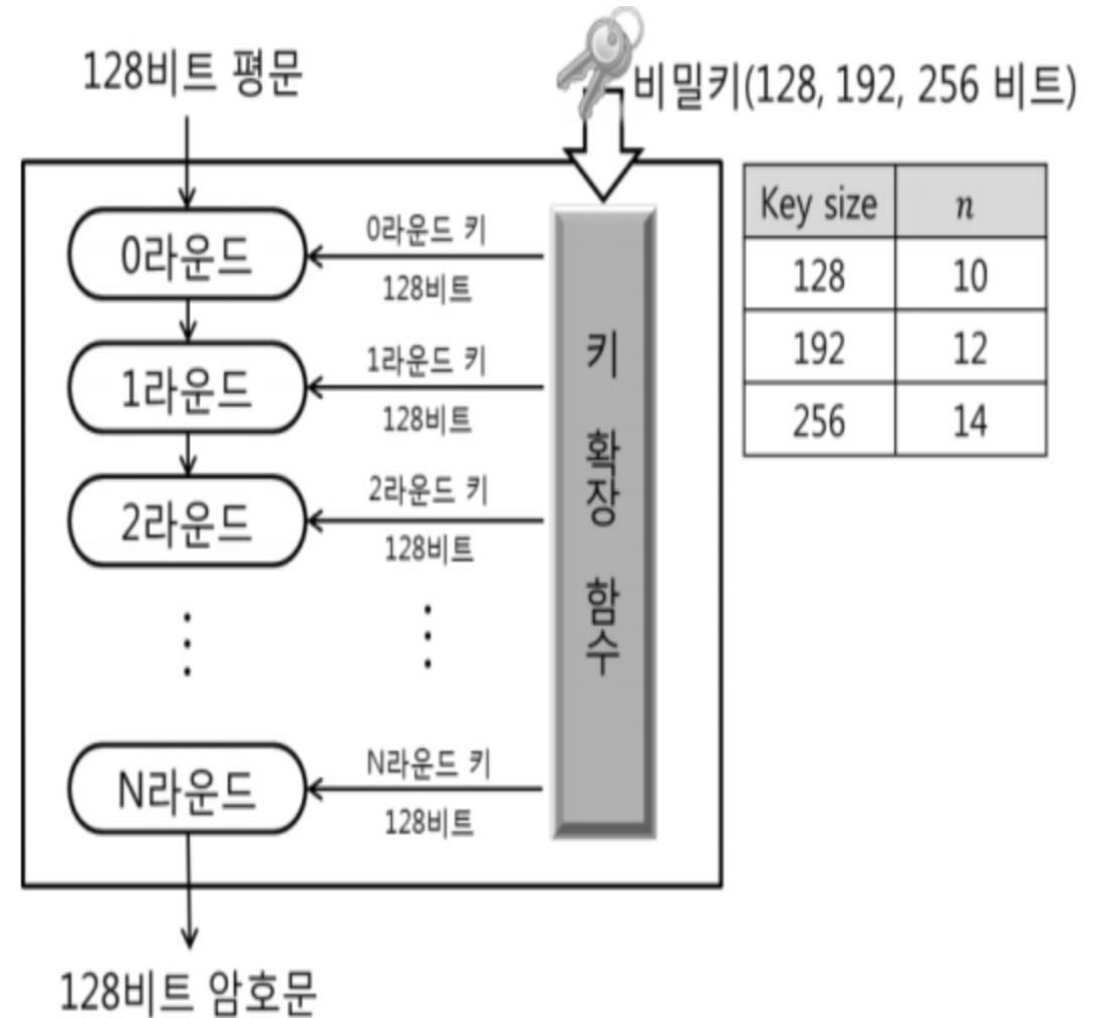 128비트 평문
비밀키(128, 192, 256 비트)
0라운드
0라운드 키
128비트
1라운드
1라운드 키
128비트
2라운드
2라운드 키
128비트
N라운드
N라운드 키
128비트
키 확장 함수
128비트 암호문
Key size n
128 10
192 12
256 14